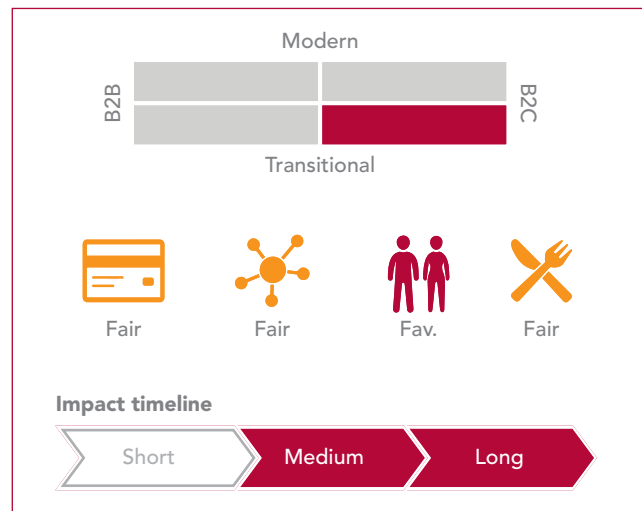 Modern
B2B
B2C
Transitional
Fair
Fair
Fav.
Fair
Impact timeline
Short
Medium
Long